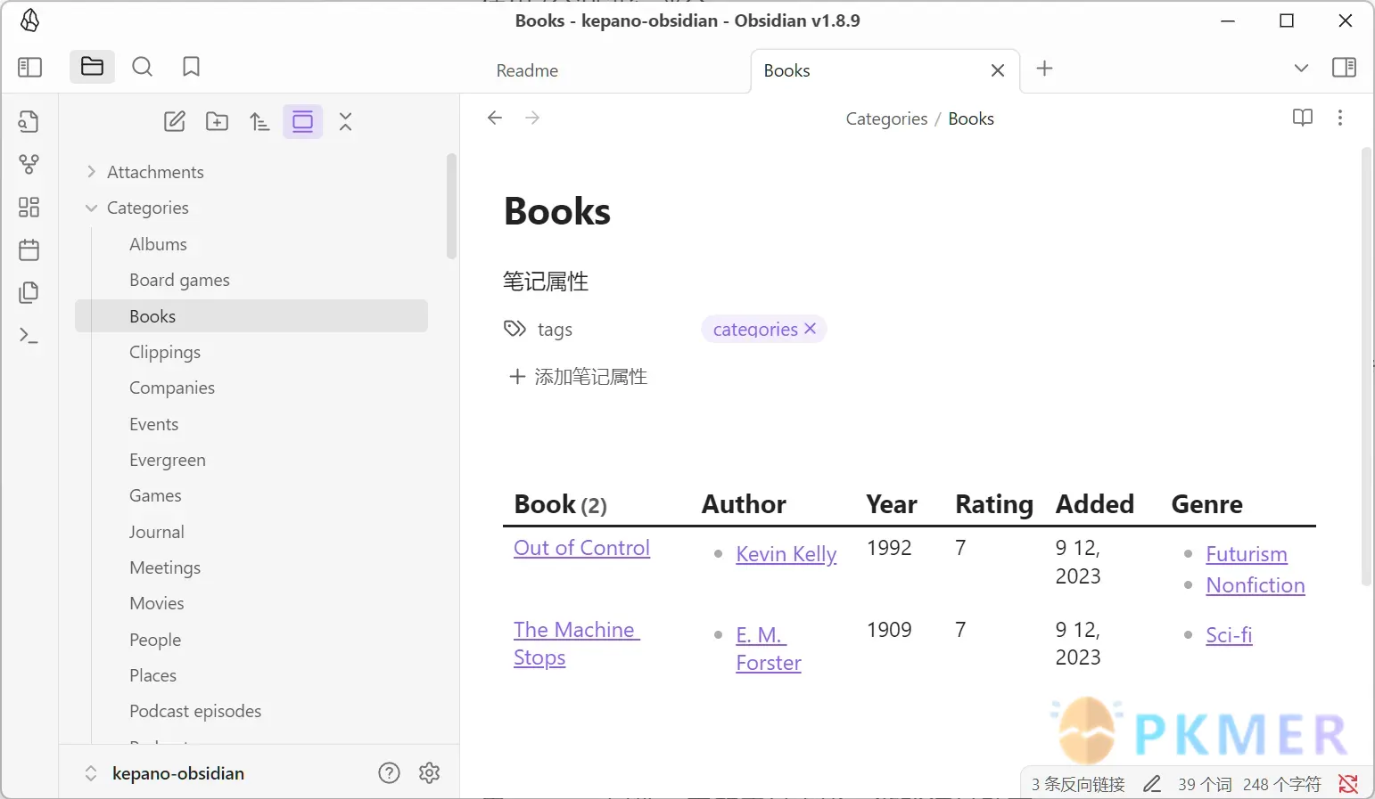 Books - kepano-obsidian - Obsidian v1.8.9
Readme
Books
Categories / Books
Attachments
Categories
Albums
Board games
Books
Clippings
Companies
Events
Evergreen
Games
Journal
Meetings
Movies
People
Places
Podcast episodes
kepano-obsidian
Books
笔记属性
tags categories
添加笔记属性
Book (2) Author Year Rating Added Genre
Out of Control Kevin Kelly 1992 7 9 12, 2023 Futurism
Nonfiction
The Machine Stops E. M. Forster 1909 7 9 12, 2023 Sci-fi
PKMER
3 条反向链接 39 个词 248 个字符